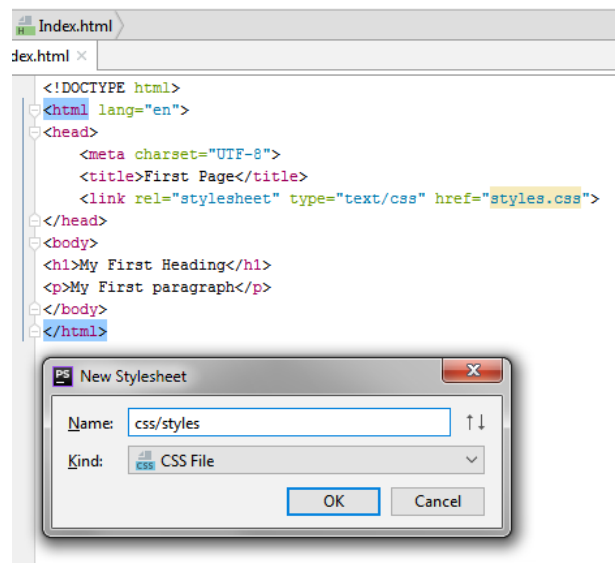 Index.html
dex.html
<!DOCTYPE html>
<html lang="en">
<head>
<meta charset="UTF-8">
<title>First Page</title>
<link rel="stylesheet" type="text/css" href="styles.css">
</head>
<body>
<h1>My First Heading</h1>
<p>My First paragraph</p>
</body>
</html>
PS New Stylesheet
Name: css/styles
Kind: CSS CSS File
OK Cancel